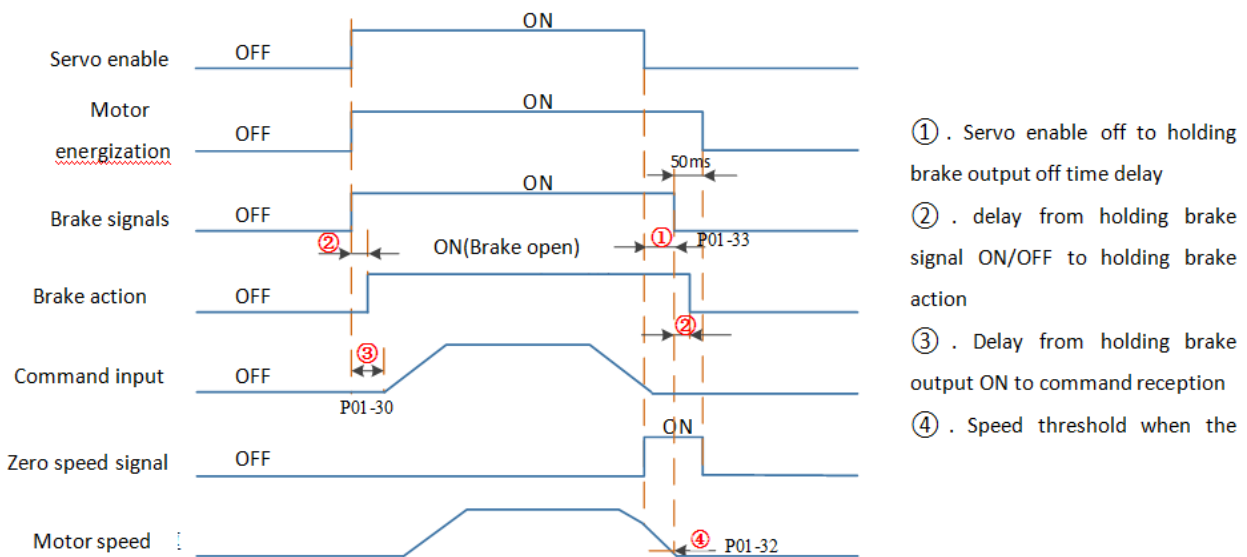 ON
Servo enable
OFF
Motor
energization
OFF
ON
50ms
Brake signals
OFF
ON
②
ON(Brake open)
①
P01-33
Brake action
OFF
②
③
Command input
OFF
P01-30
ON
Zero speed signal
OFF
Motor speed
④
P01-32
①. Servo enable off to holding
brake output off time delay
②. delay from holding brake
signal ON/OFF to holding brake
action
③. Delay from holding brake
output ON to command reception
④. Speed threshold when the